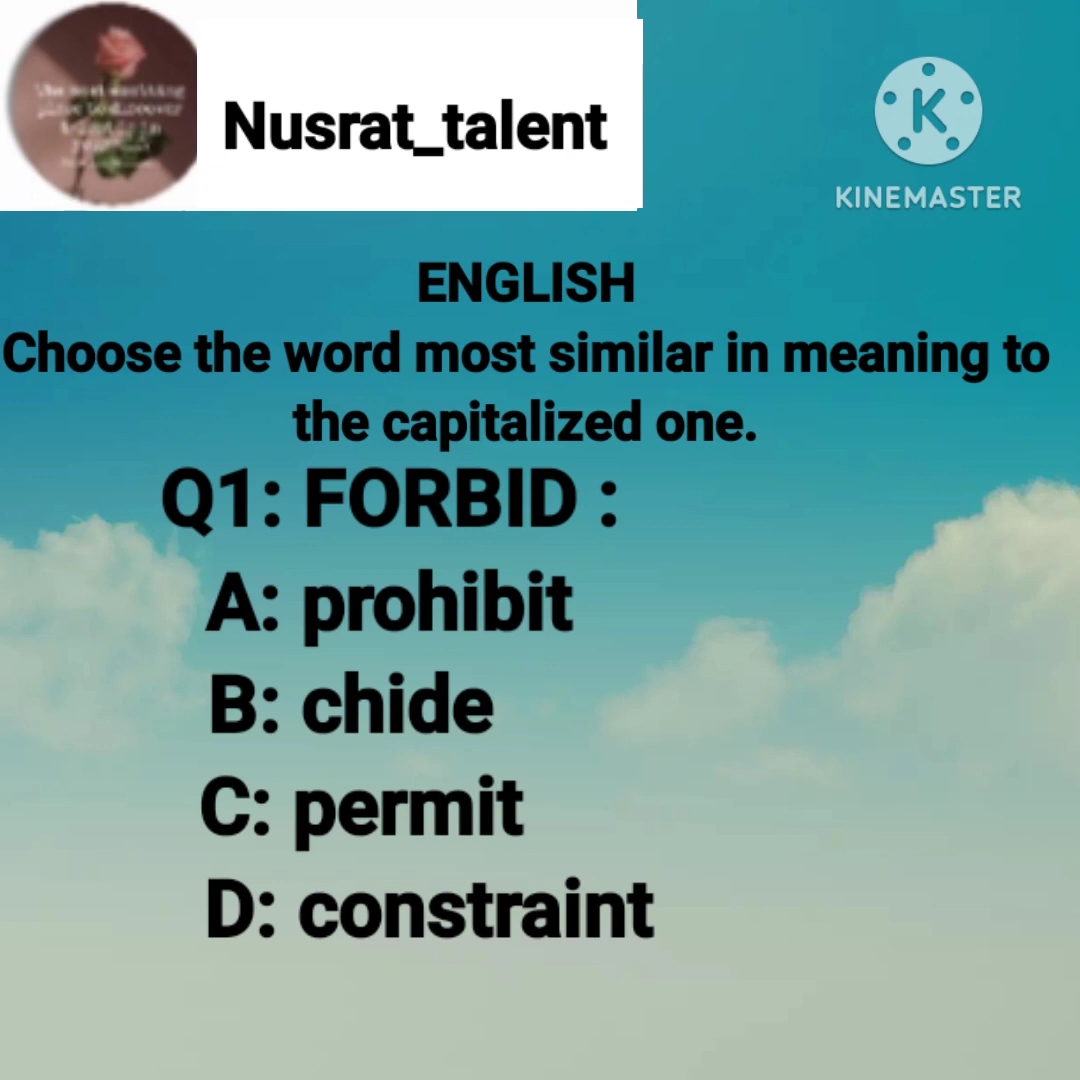 Nusrat_talent
K
KINEMASTER
ENGLISH
Choose the word most similar in meaning to
the capitalized one.
Q1: FORBID :
A: prohibit
B: chide
C: permit
D: constraint